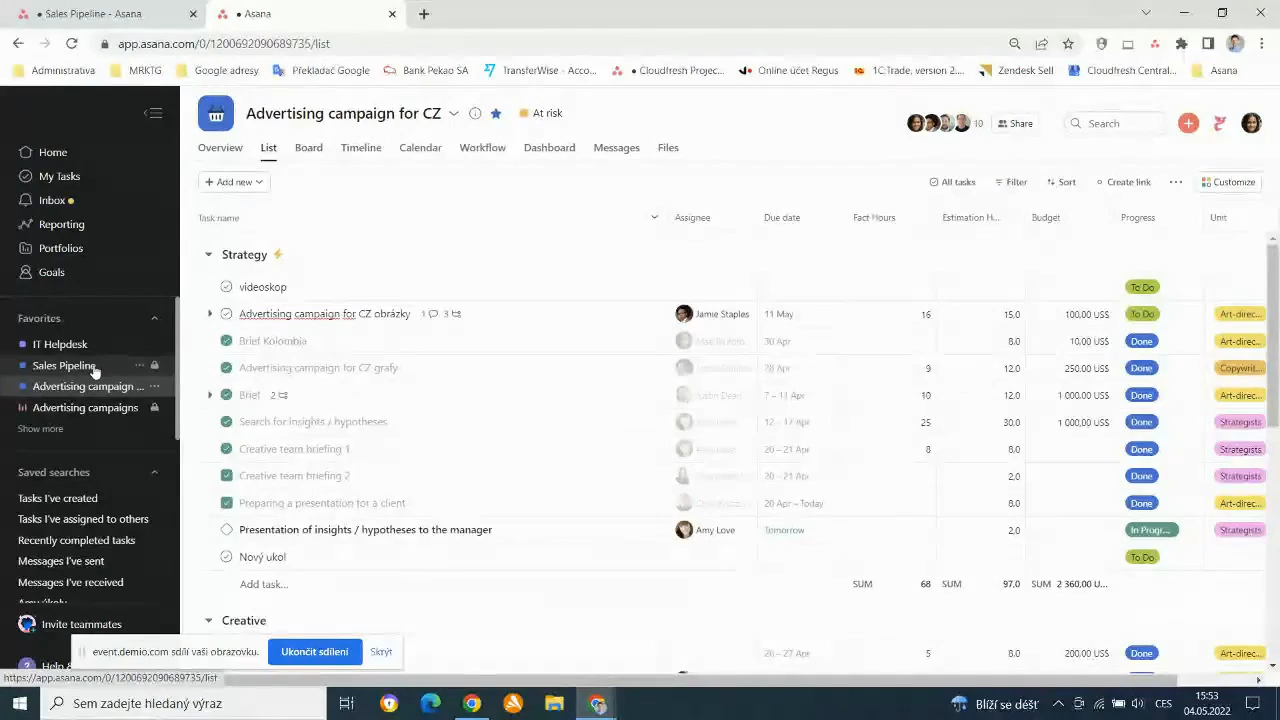 • Sales Pipeline - Asana
• Asana
app.asana.com/0/1200692090689735/list
Administrativa
MRKTG
Google adresy
Překladač Google
Bank Pekao SA
TransferWise - Acco...
• Cloudfresh Projec...
Online účet Regus
1C:Trade, version 2....
Zendesk Sell
Cloudfresh Central...
Asana
Advertising campaign for CZ
At risk
10
Share
Search
Home
My Tasks
Inbox
Reporting
Portfolios
Goals
Favorites
IT Helpdesk
Sales Pipeline
Advertising campaign ...
Advertising campaigns
Show more
Saved searches
Tasks I've created
Tasks I've assigned to others
Recently completed tasks
Messages I've sent
Messages I've received
Invite teammates
Help &
Overview
List
Board
Timeline
Calendar
Workflow
Dashboard
Messages
Files
+ Add new
All tasks
Filter
Sort
Create link
Customize
Task name
Assignee
Due date
Fact Hours
Estimation H...
Budget
Progress
Unit
Strategy
videoskop
To Do
Advertising campaign for CZ obrázky 1 3
Jamie Staples
11 May
16
15.0
100,00 US$
To Do
Art-direc...
Brief Kolombia
30 Apr
8.0
10,00 US$
Done
Art-direc...
Advertising campaign for CZ grafy
28 Apr
9
12.0
250,00 US$
Done
Copywrit...
Brief 2
Justin Dean
7 – 11 Apr
10
12.0
1 000,00 US$
Done
Art-direc...
Search for insights / hypotheses
12 – 17 Apr
25
30.0
1 000,00 US$
Done
Strategists
Creative team briefing 1
20 – 21 Apr
8
8.0
Done
Strategists
Creative team briefing 2
20 – 21 Apr
2.0
Done
Strategists
Preparing a presentation for a client
20 Apr – Today
8.0
Done
Art-direc...
Presentation of insights / hypotheses to the manager
Amy Love
Tomorrow
2.0
In Progr...
Strategists
Nový úkol
To Do
Add task...
SUM 68
SUM 97.0
SUM 2 360,00 U...
Creative
26 – 27 Apr
5
8.0
200,00 US$
Done
Art-direc...
event.demio.com sdílí vaši obrazovku.
Ukončit sdílení
Skrýt
https://app.asana.com/0/1200692090689735/list
Sem zadejte hledaný výraz
Blíží se déšť
CES
15:53
04.05.2022